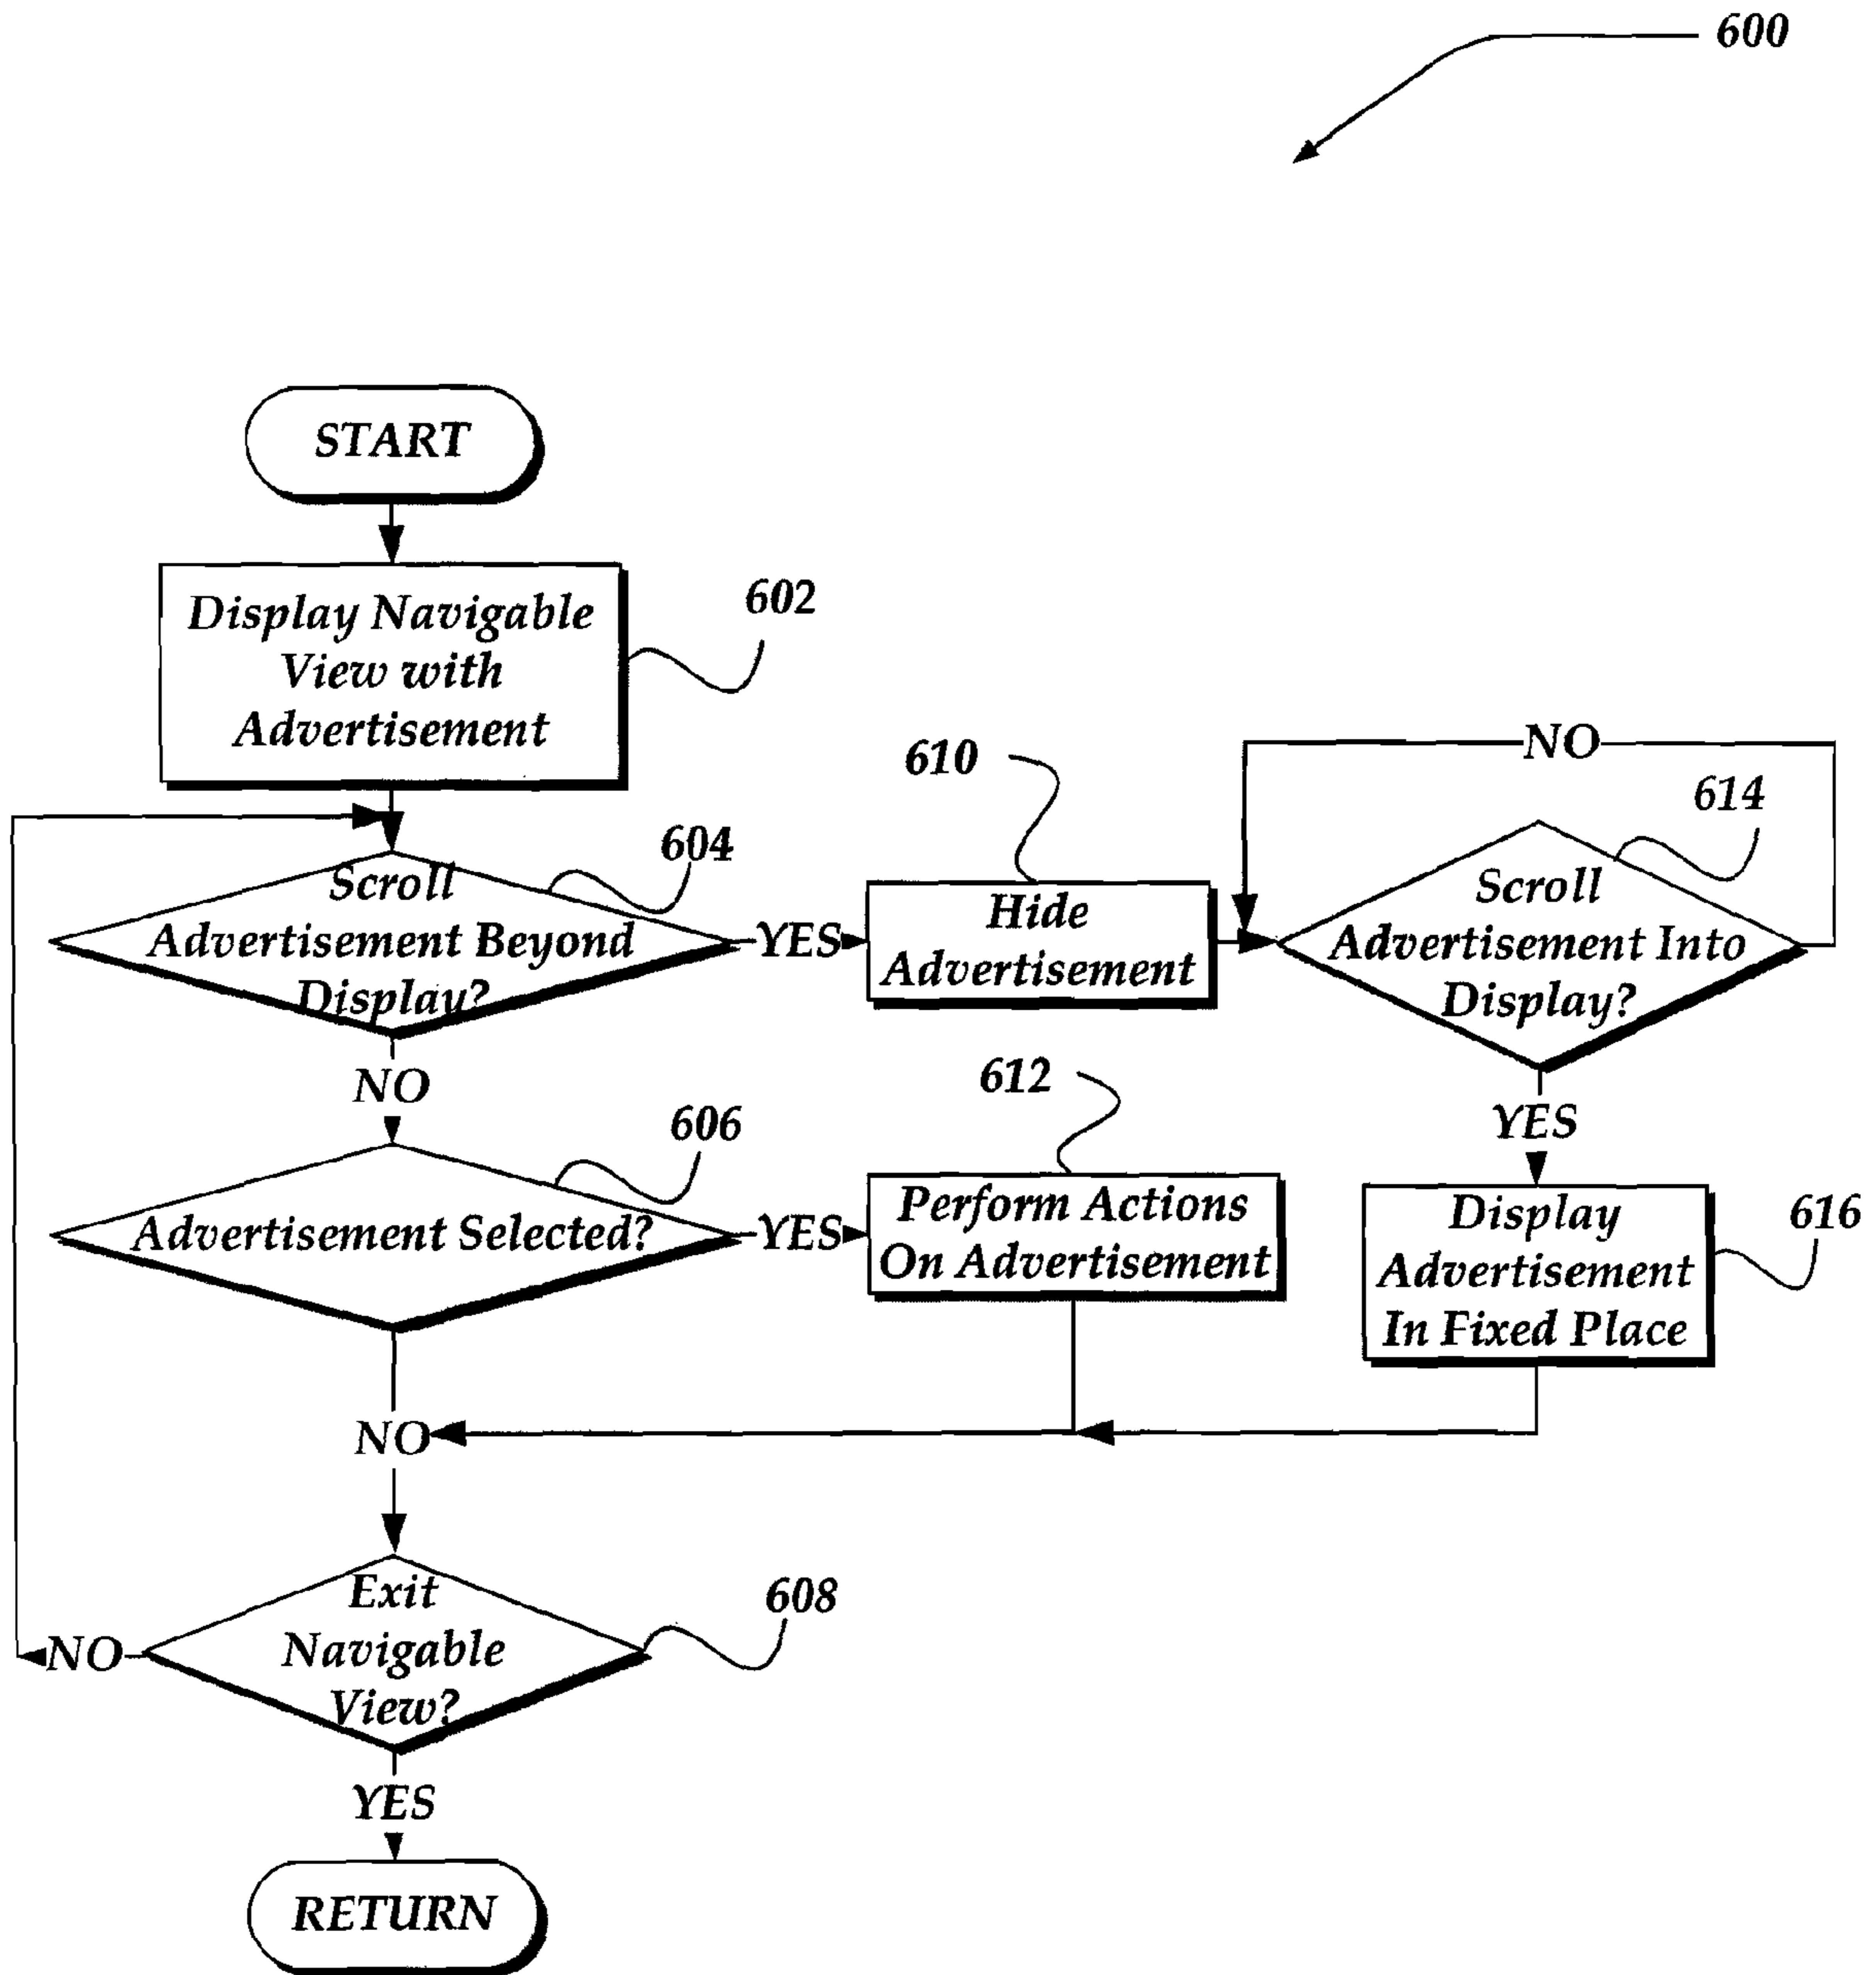 600
START
Display Navigable
View with
Advertisement
602
Scroll
Advertisement Beyond
Display?
604
YES
Hide
Advertisement
610
Scroll
Advertisement Into
Display?
614
NO
NO
YES
Advertisement Selected?
606
YES
Perform Actions
On Advertisement
612
Display
Advertisement
In Fixed Place
616
NO
Exit
Navigable
View?
608
NO
YES
RETURN